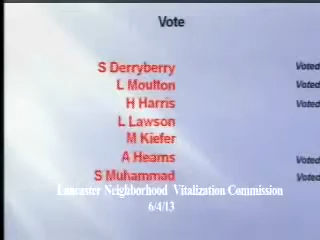 Vote
S Derryberry Voted
L Moutton Voted
H Harris Voted
L Lawson
M Kiefer
A Hearns Voted
S Muhammad Voted
Lancaster Neighborhood Vitalization Commission
6/4/13